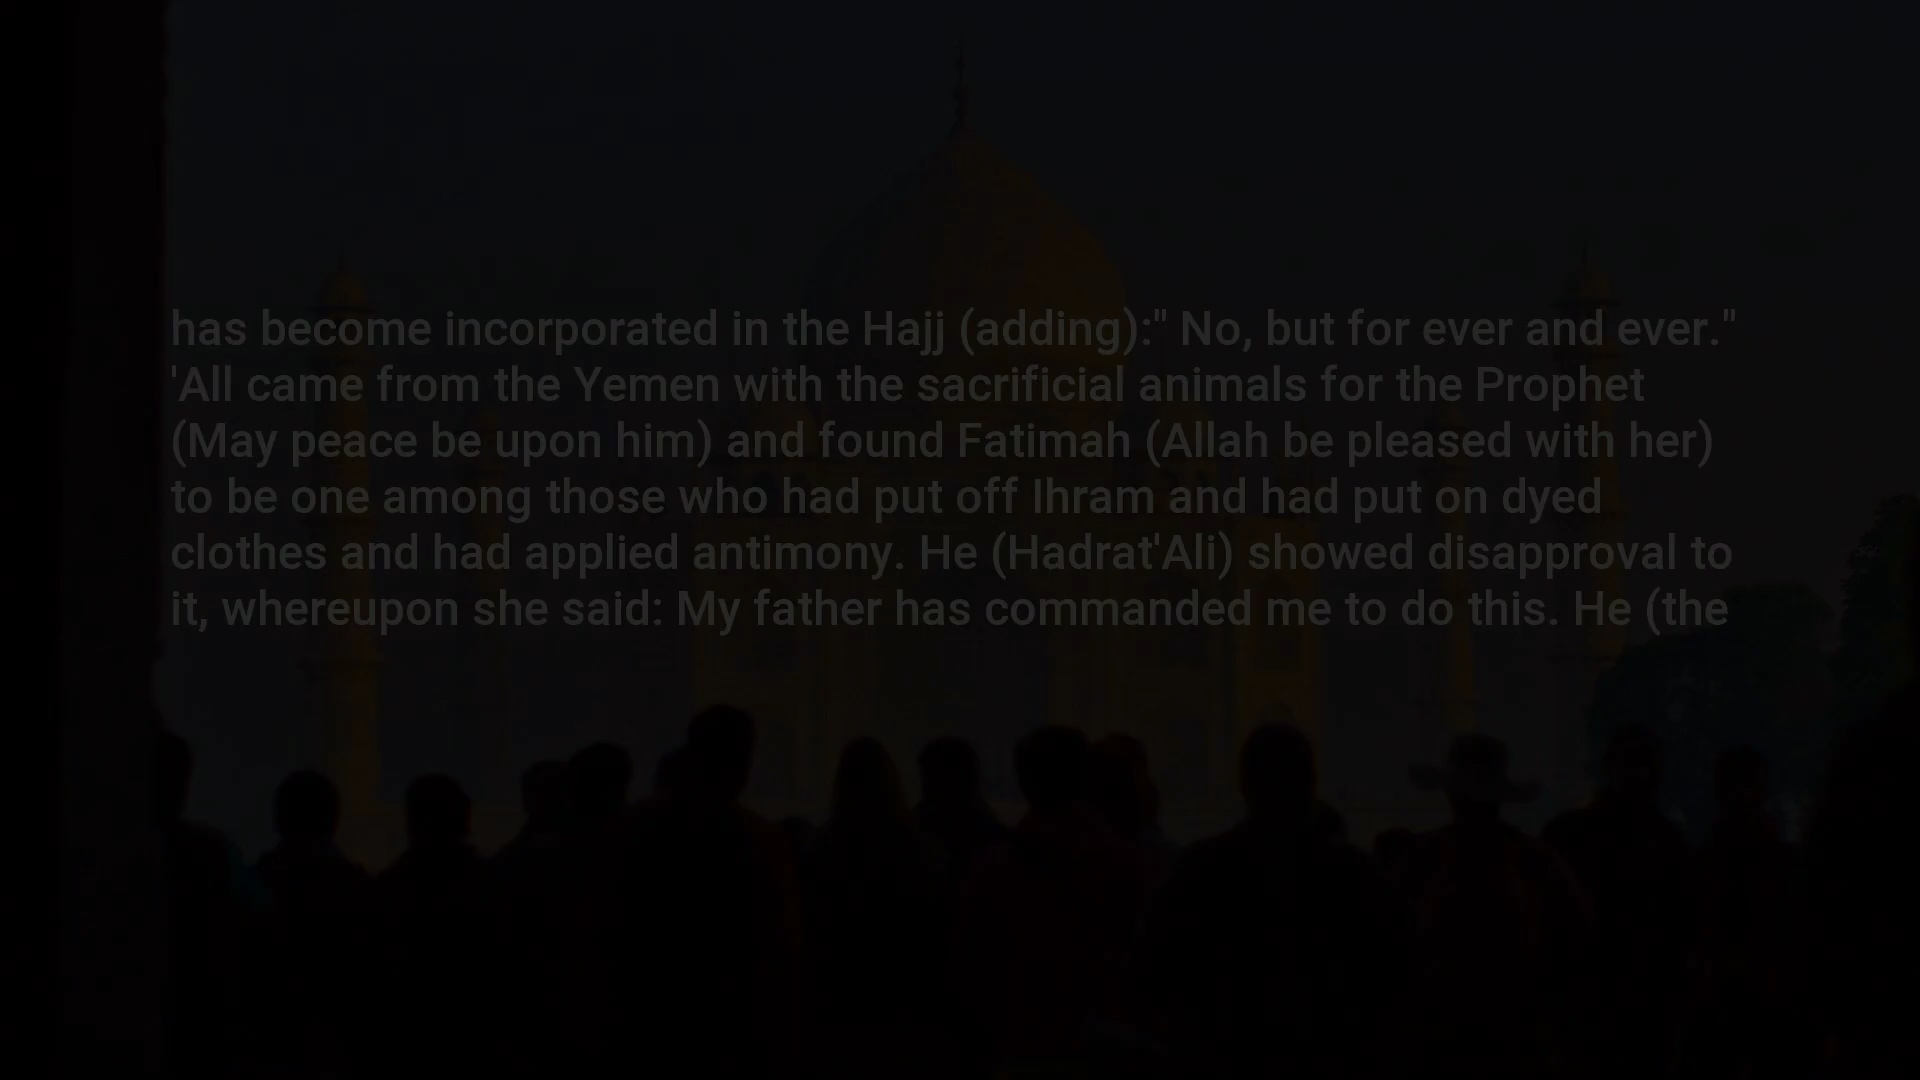 has become incorporated in the Hajj (adding):" No, but for ever and ever."
'All came from the Yemen with the sacrificial animals for the Prophet
(May peace be upon him) and found Fatimah (Allah be pleased with her)
to be one among those who had put off Ihram and had put on dyed
clothes and had applied antimony. He (Hadrat'Ali) showed disapproval to
it, whereupon she said: My father has commanded me to do this. He (the